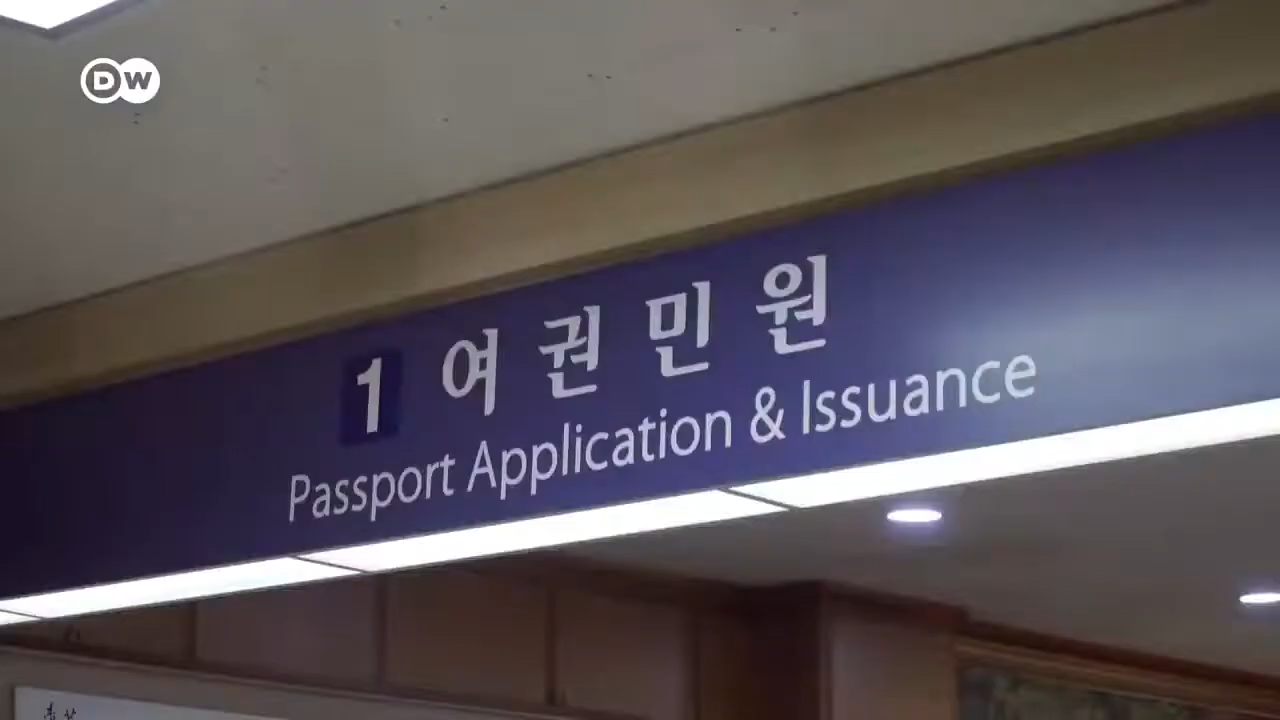 DW
1 여권민원
Passport Application & Issuance